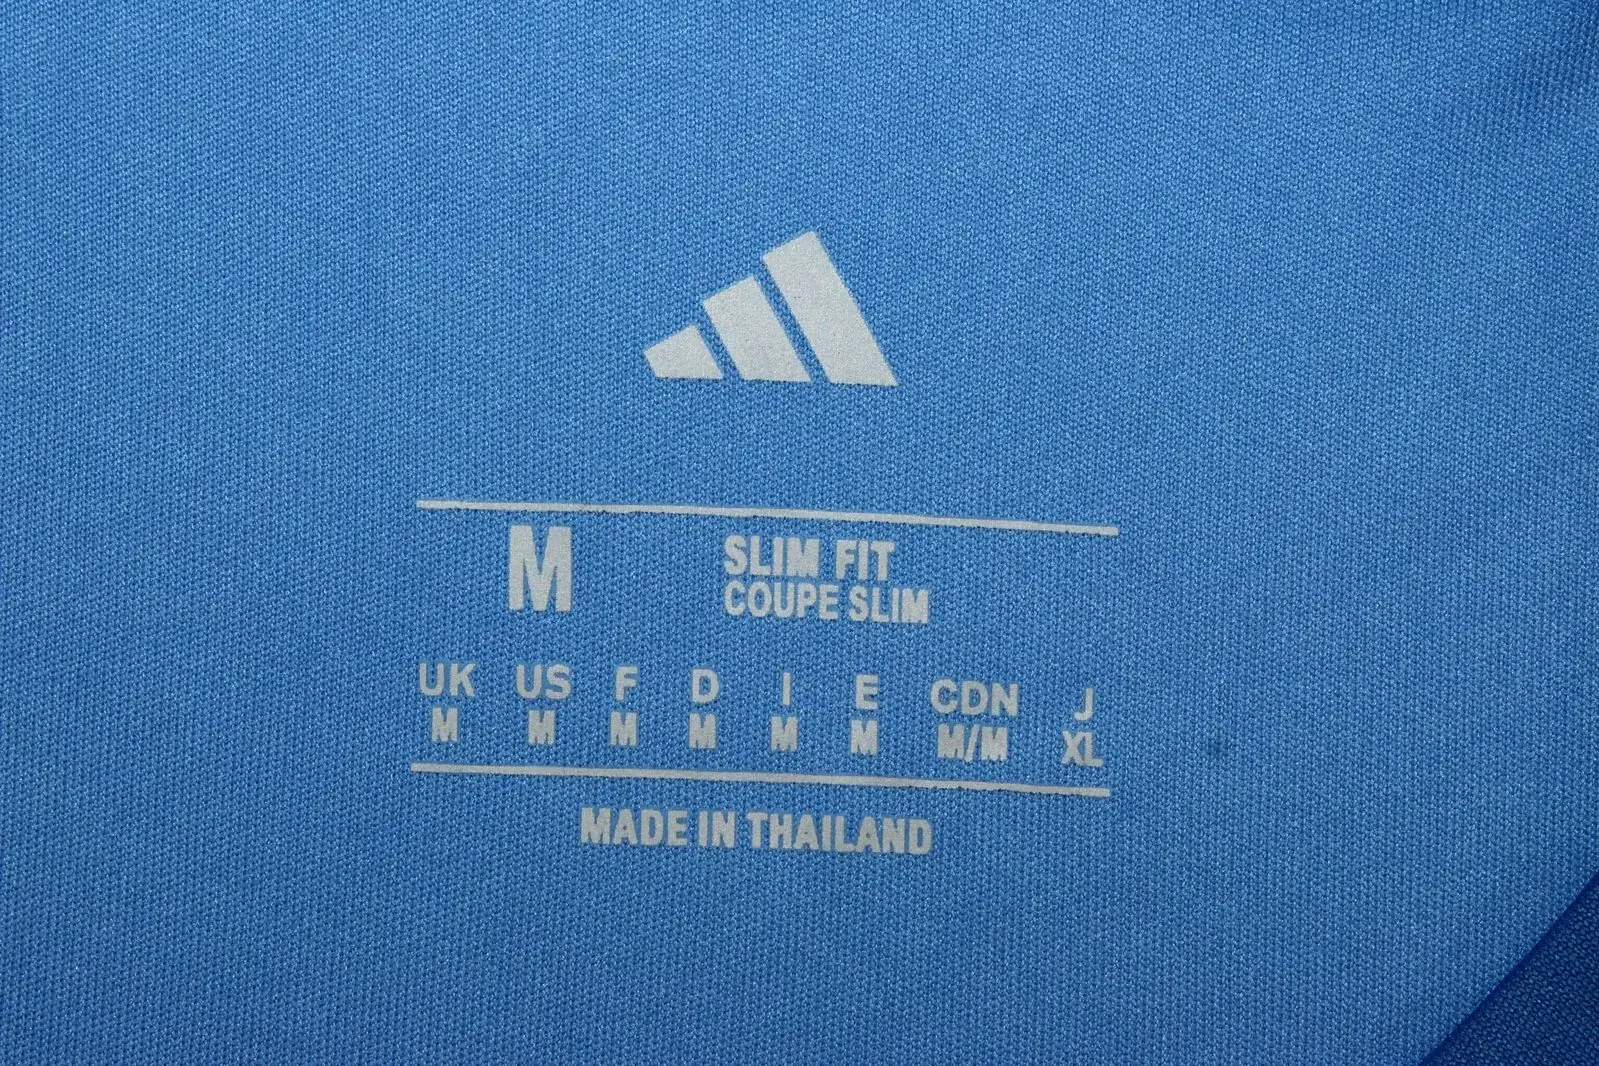 M
SLIM FIT
COUPE SLIM
UK US F D I E CDN J
M M M M M M M/M XL
MADE IN THAILAND